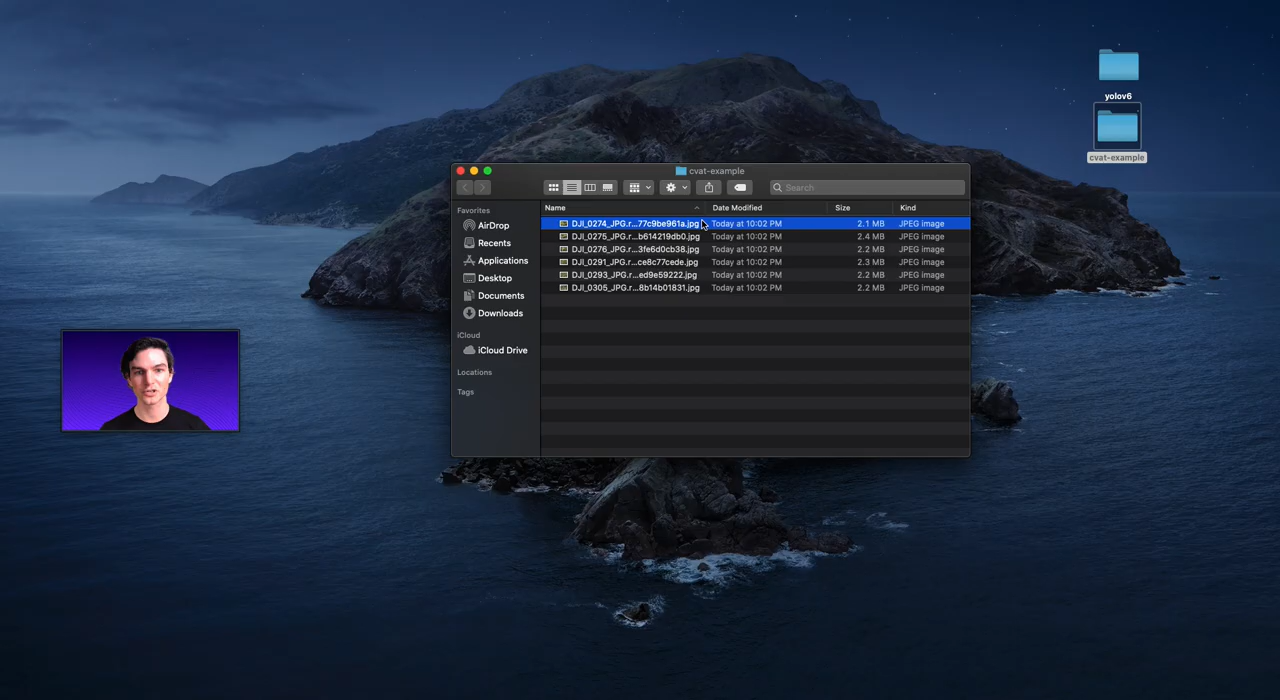 yolov6
cvat-example
cvat-example
Search
Favorites
AirDrop
Recents
Applications
Desktop
Documents
Downloads
iCloud
iCloud Drive
Locations
Tags
Name Date Modified Size Kind
DJI_0274_JPG.r...77c9be961a.jpg Today at 10:02 PM 2.1 MB JPEG image
DJI_0275_JPG.r...b614219db0.jpg Today at 10:02 PM 2.4 MB JPEG image
DJI_0276_JPG.r...3fe6d0cb38.jpg Today at 10:02 PM 2.2 MB JPEG image
DJI_0291_JPG.r...ce8c77cede.jpg Today at 10:02 PM 2.3 MB JPEG image
DJI_0293_JPG.r...ed9e59222.jpg Today at 10:02 PM 2.2 MB JPEG image
DJI_0305_JPG.r...8b14b01831.jpg Today at 10:02 PM 2.2 MB JPEG image